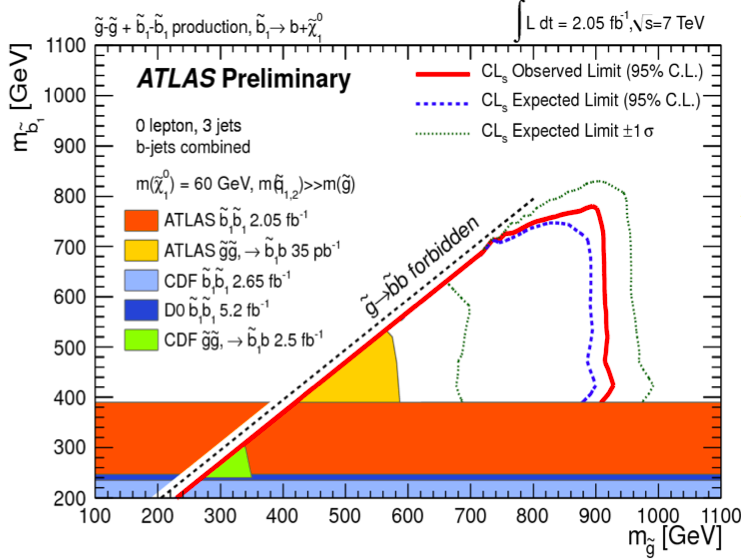 g̃-g̃ + b̃₁-b̃₁ production, b̃₁→ b+χ̃₁⁰
∫L dt = 2.05 fb⁻¹,√s=7 TeV
m_b̃₁ [GeV]
1100
1000
900
800
700
600
500
400
300
200
ATLAS Preliminary
0 lepton, 3 jets
b-jets combined
m(χ̃₁⁰) = 60 GeV, m(q̃₁,₂)>>m(g̃)
ATLAS b̃₁b̃₁ 2.05 fb⁻¹
ATLAS g̃g̃, → b̃₁b 35 pb⁻¹
CDF b̃₁b̃₁ 2.65 fb⁻¹
D0 b̃₁b̃₁ 5.2 fb⁻¹
CDF g̃g̃, → b̃₁b 2.5 fb⁻¹
CLₛ Observed Limit (95% C.L.)
CLₛ Expected Limit (95% C.L.)
CLₛ Expected Limit ±1 σ
g̃→b̃b forbidden
100 200 300 400 500 600 700 800 900 1000 1100
m_g̃ [GeV]